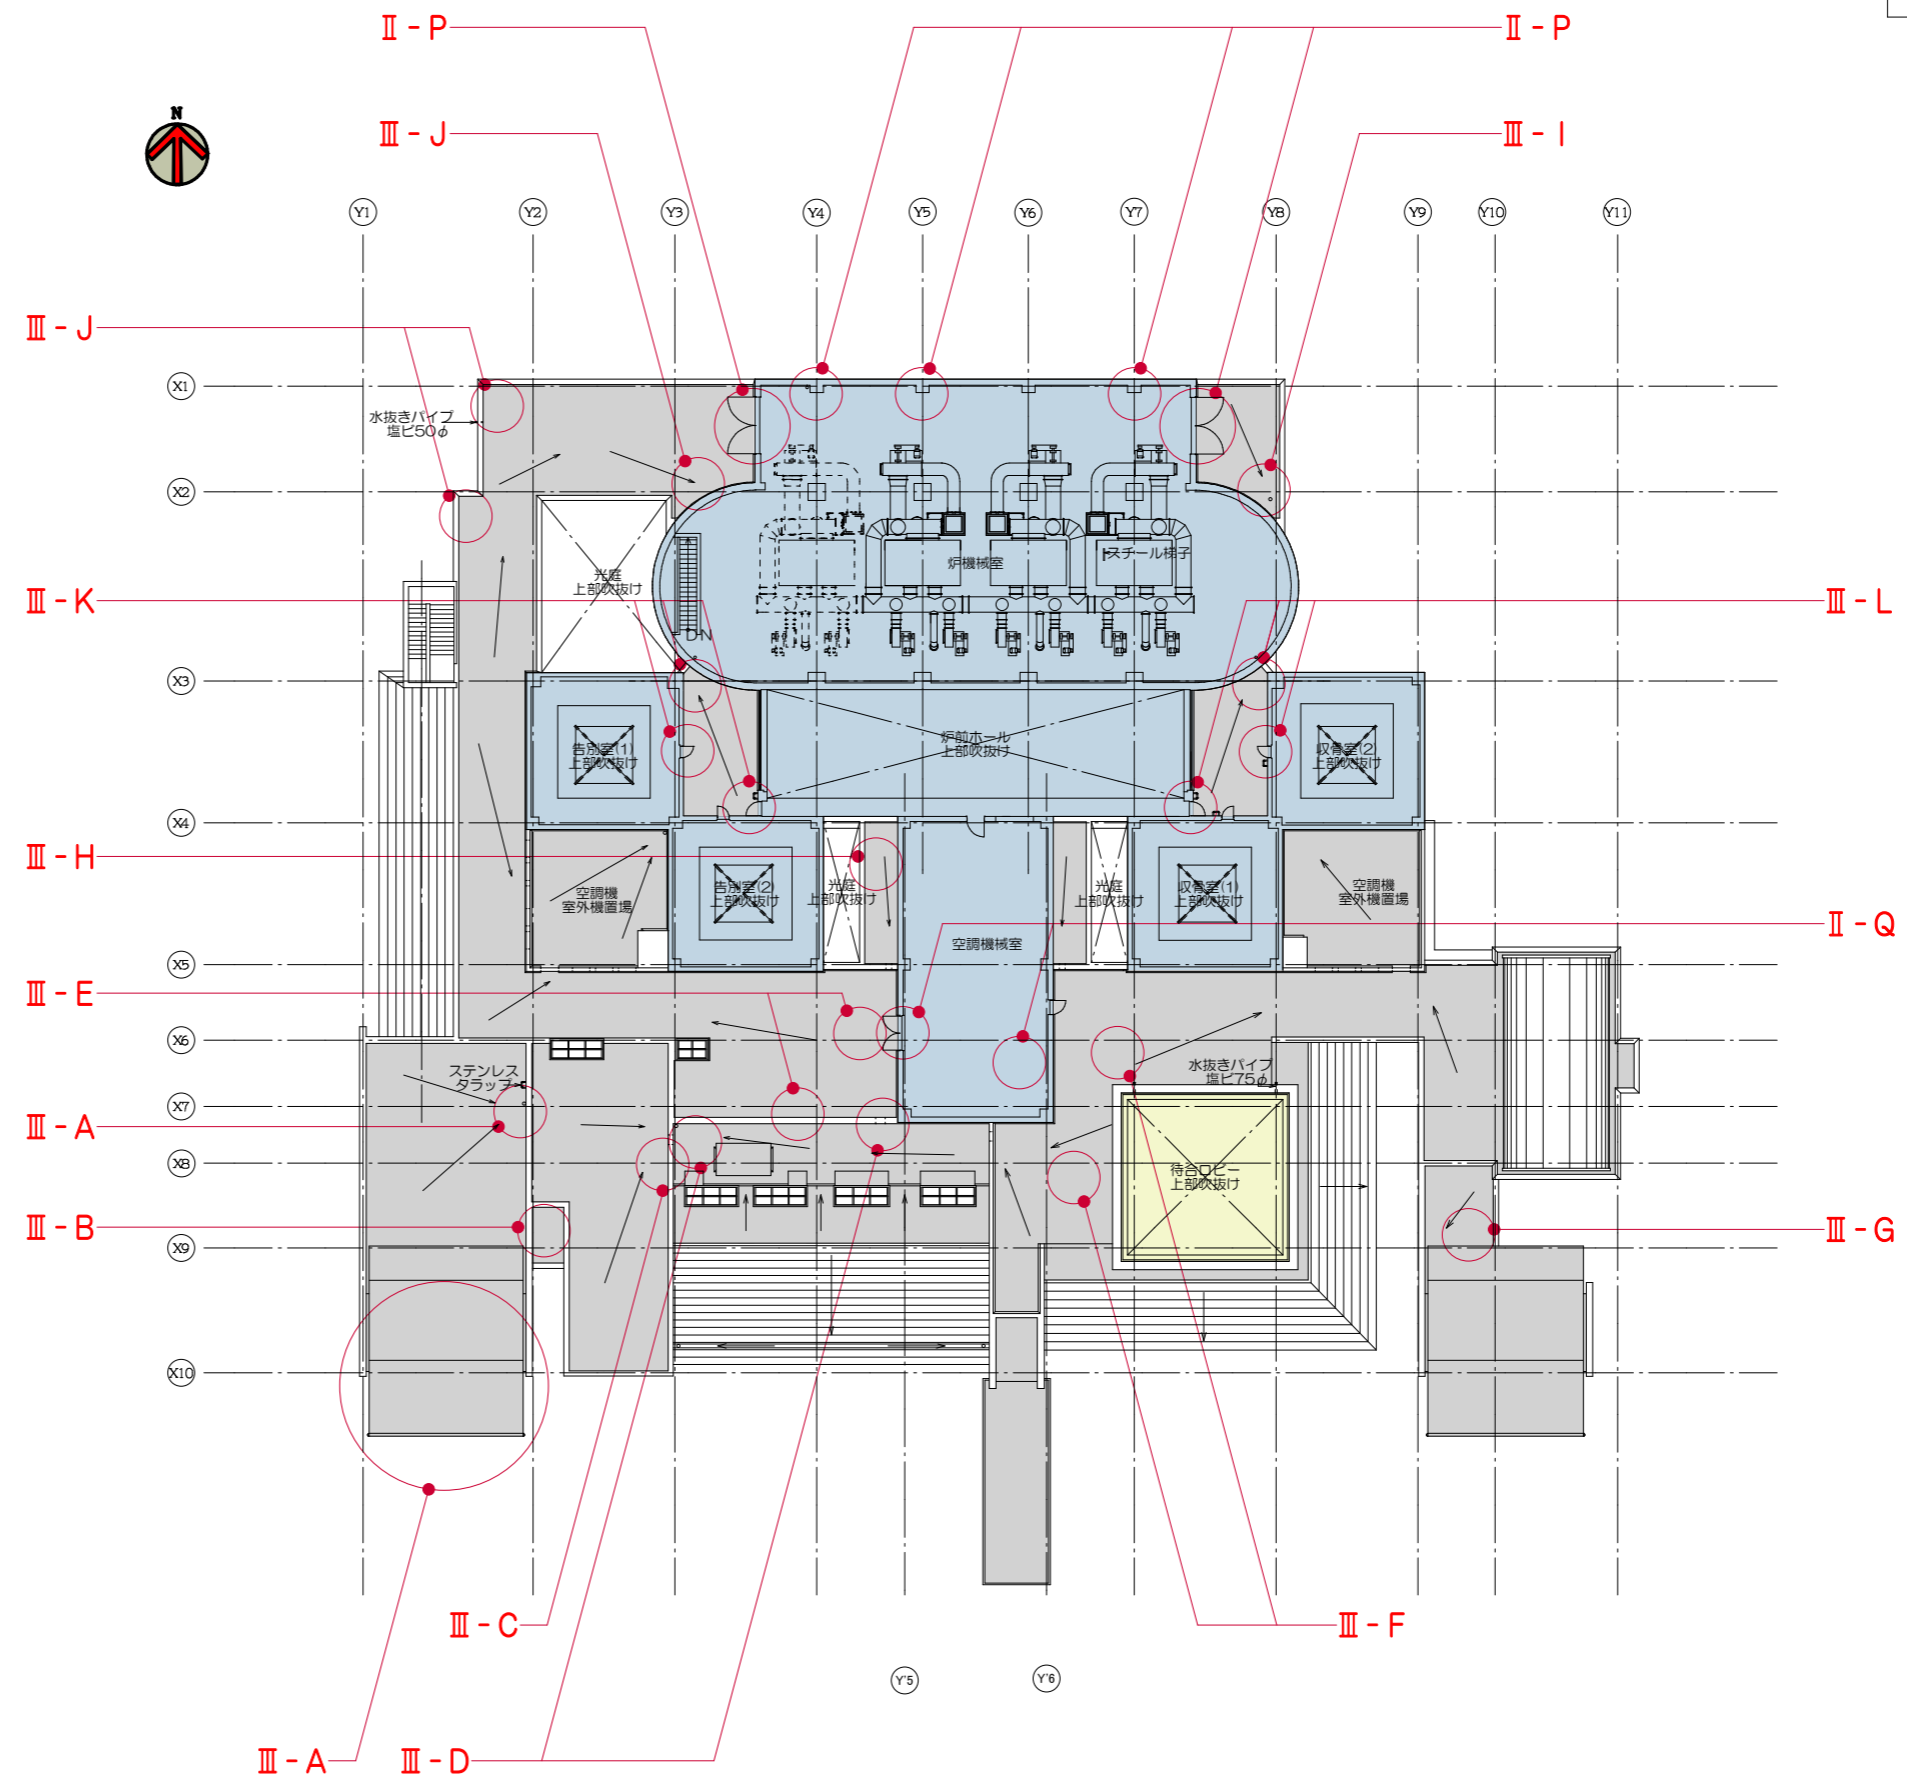 Ⅱ-P
Ⅱ-P
N
Ⅲ-J
Ⅲ-I
Y1
Y2
Y3
Y4
Y5
Y6
Y7
Y8
Y9
Y10
Y11
Ⅲ-J
X1
水抜きパイプ
塩ビ50φ
X2
炉機械室
スチール梯子
光庭
上部吹抜け
Ⅲ-K
Ⅲ-L
DN
X3
告別室(1)
上部吹抜け
炉前ホール
上部吹抜け
収骨室(2)
上部吹抜け
X4
Ⅲ-H
空調機
室外機置場
告別室(2)
上部吹抜け
光庭
上部吹抜け
光庭
上部吹抜け
収骨室(1)
上部吹抜け
空調機
室外機置場
Ⅱ-Q
空調機械室
X5
Ⅲ-E
X6
ステンレス
タラップ
水抜きパイプ
塩ビ75φ
X7
Ⅲ-A
X8
待合ロビー
上部吹抜け
Ⅲ-B
Ⅲ-G
X9
X10
Ⅲ-C
Ⅲ-F
Y'5
Y'6
Ⅲ-A
Ⅲ-D